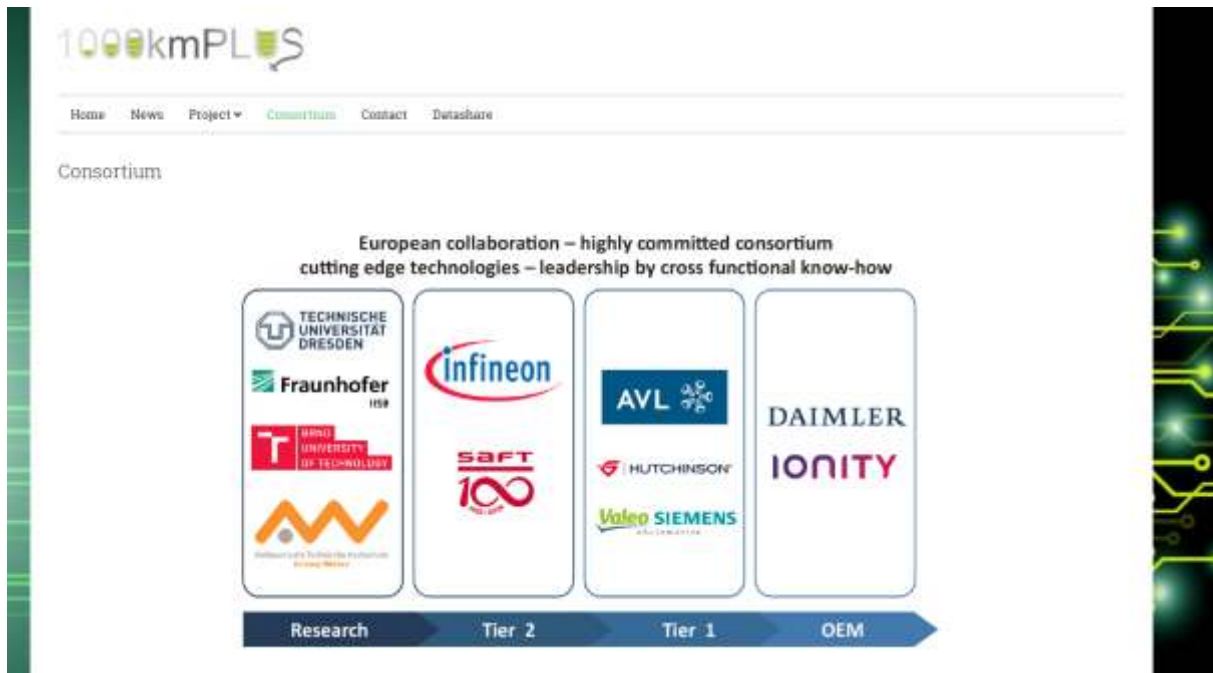 1000kmPLUS
Home News Project Consortium Contact Datashare
Consortium
European collaboration – highly committed consortium
cutting edge technologies – leadership by cross functional know-how
TECHNISCHE
UNIVERSITÄT
DRESDEN
Fraunhofer
IISB
BRNO
UNIVERSITY
OF TECHNOLOGY
infineon
saft
100
AVL
HUTCHINSON
Valeo SIEMENS
DAIMLER
IONITY
Research Tier 2 Tier 1 OEM